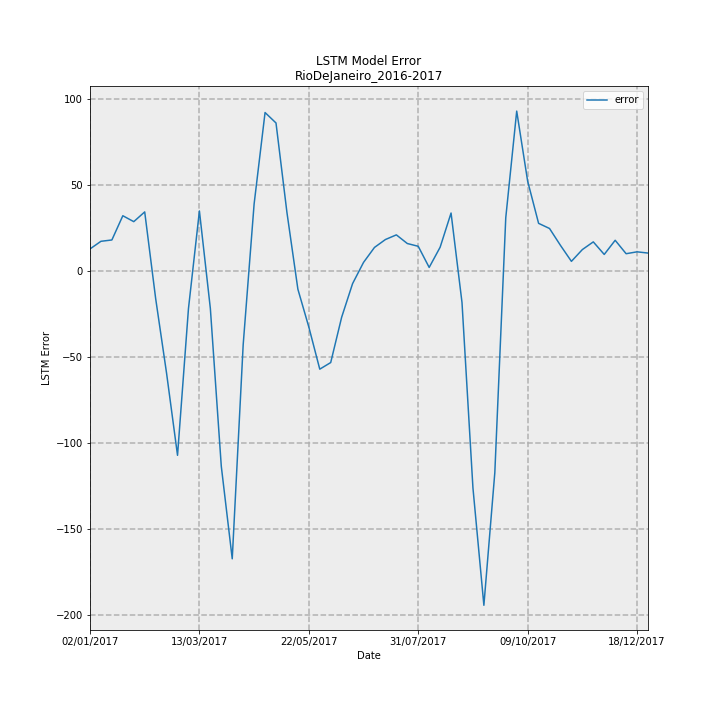 LSTM Model Error
RioDeJaneiro_2016-2017
error
100
50
0
−50
−100
−150
−200
LSTM Error
02/01/2017
13/03/2017
22/05/2017
31/07/2017
09/10/2017
18/12/2017
Date